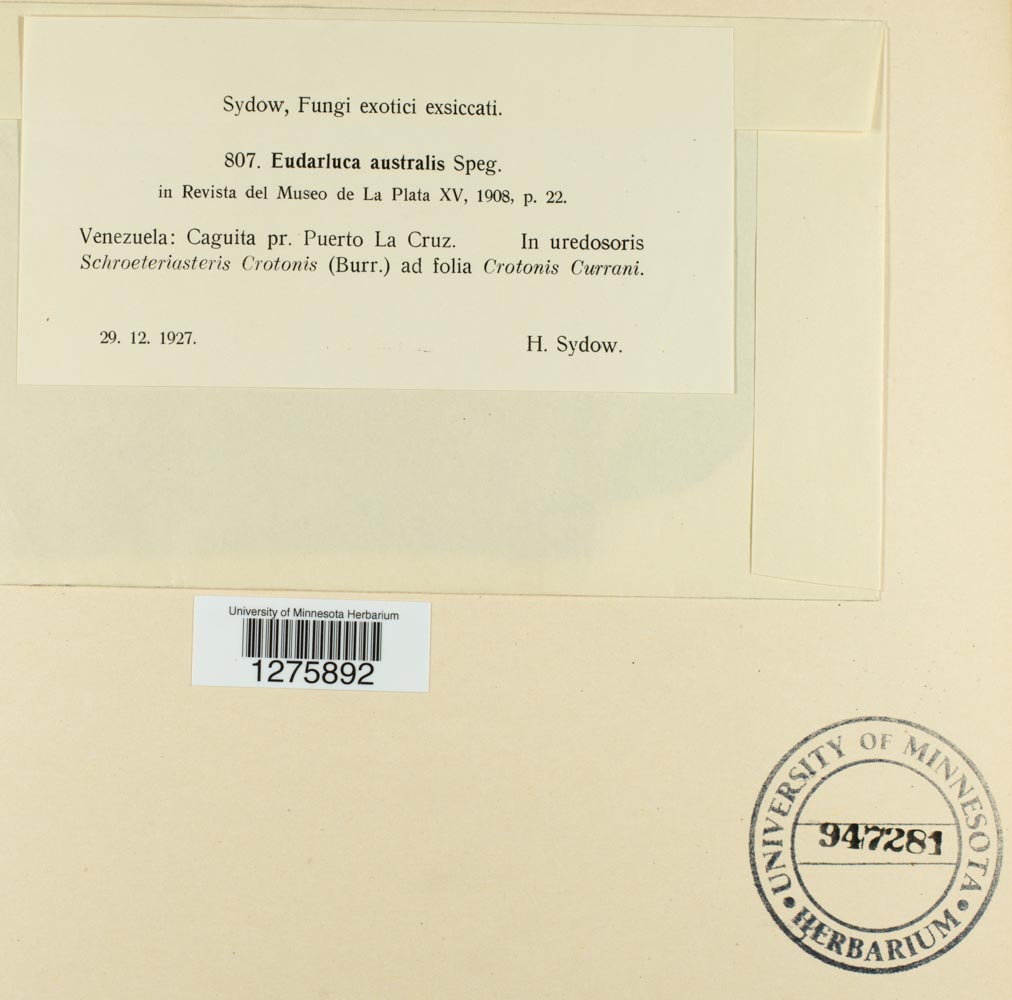 Sydow, Fungi exotici exsiccati.
807. Eudarluca australis Speg.
in Revista del Museo de La Plata XV, 1908, p. 22.
Venezuela: Caguita pr. Puerto La Cruz. In uredosoris
Schroeteriasteris Crotonis (Burr.) ad folia Crotonis Currani.
29. 12. 1927. H. Sydow.
University of Minnesota Herbarium
1275892
UNIVERSITY OF MINNESOTA
947281
HERBARIUM